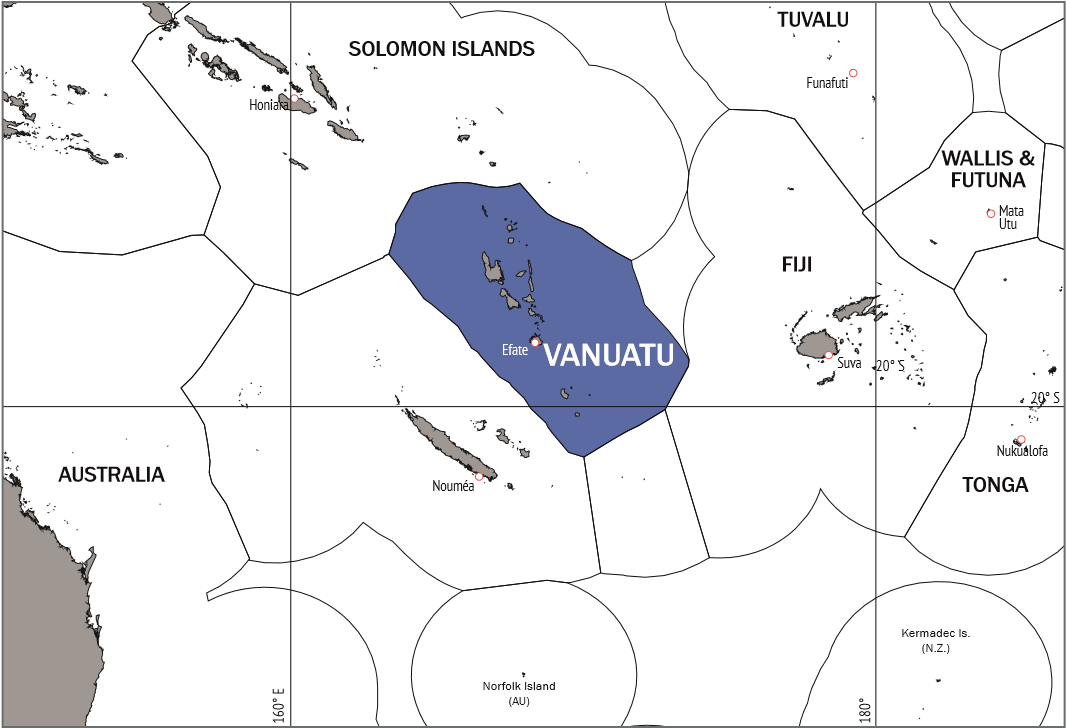 TUVALU
SOLOMON ISLANDS
Funafuti
Honiara
WALLIS &
FUTUNA
Mata
Utu
FIJI
Efate
VANUATU
Suva
20° S
20° S
Nukualofa
AUSTRALIA
Nouméa
TONGA
Kermadec Is.
(N.Z.)
Norfolk Island
(AU)
160° E
180°